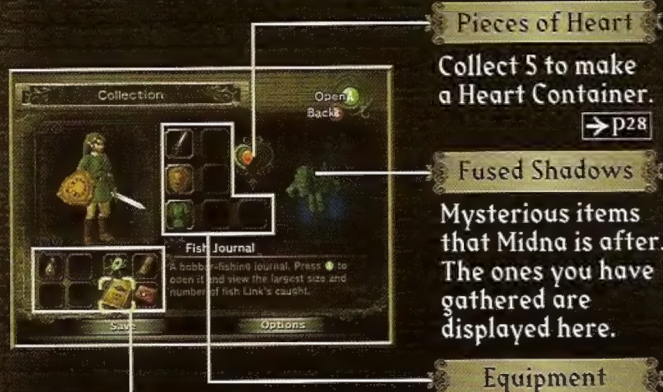 Pieces of Heart
Collect 5 to make
a Heart Container.
→ P28
Collection
Open A
Back B
Fused Shadows
Mysterious items
that Midna is after.
The ones you have
gathered are
displayed here.
Fish Journal
A bobber-fishing journal. Press A to
open it and view the largest size and
number of fish Link's caught.
Save
Options
Equipment